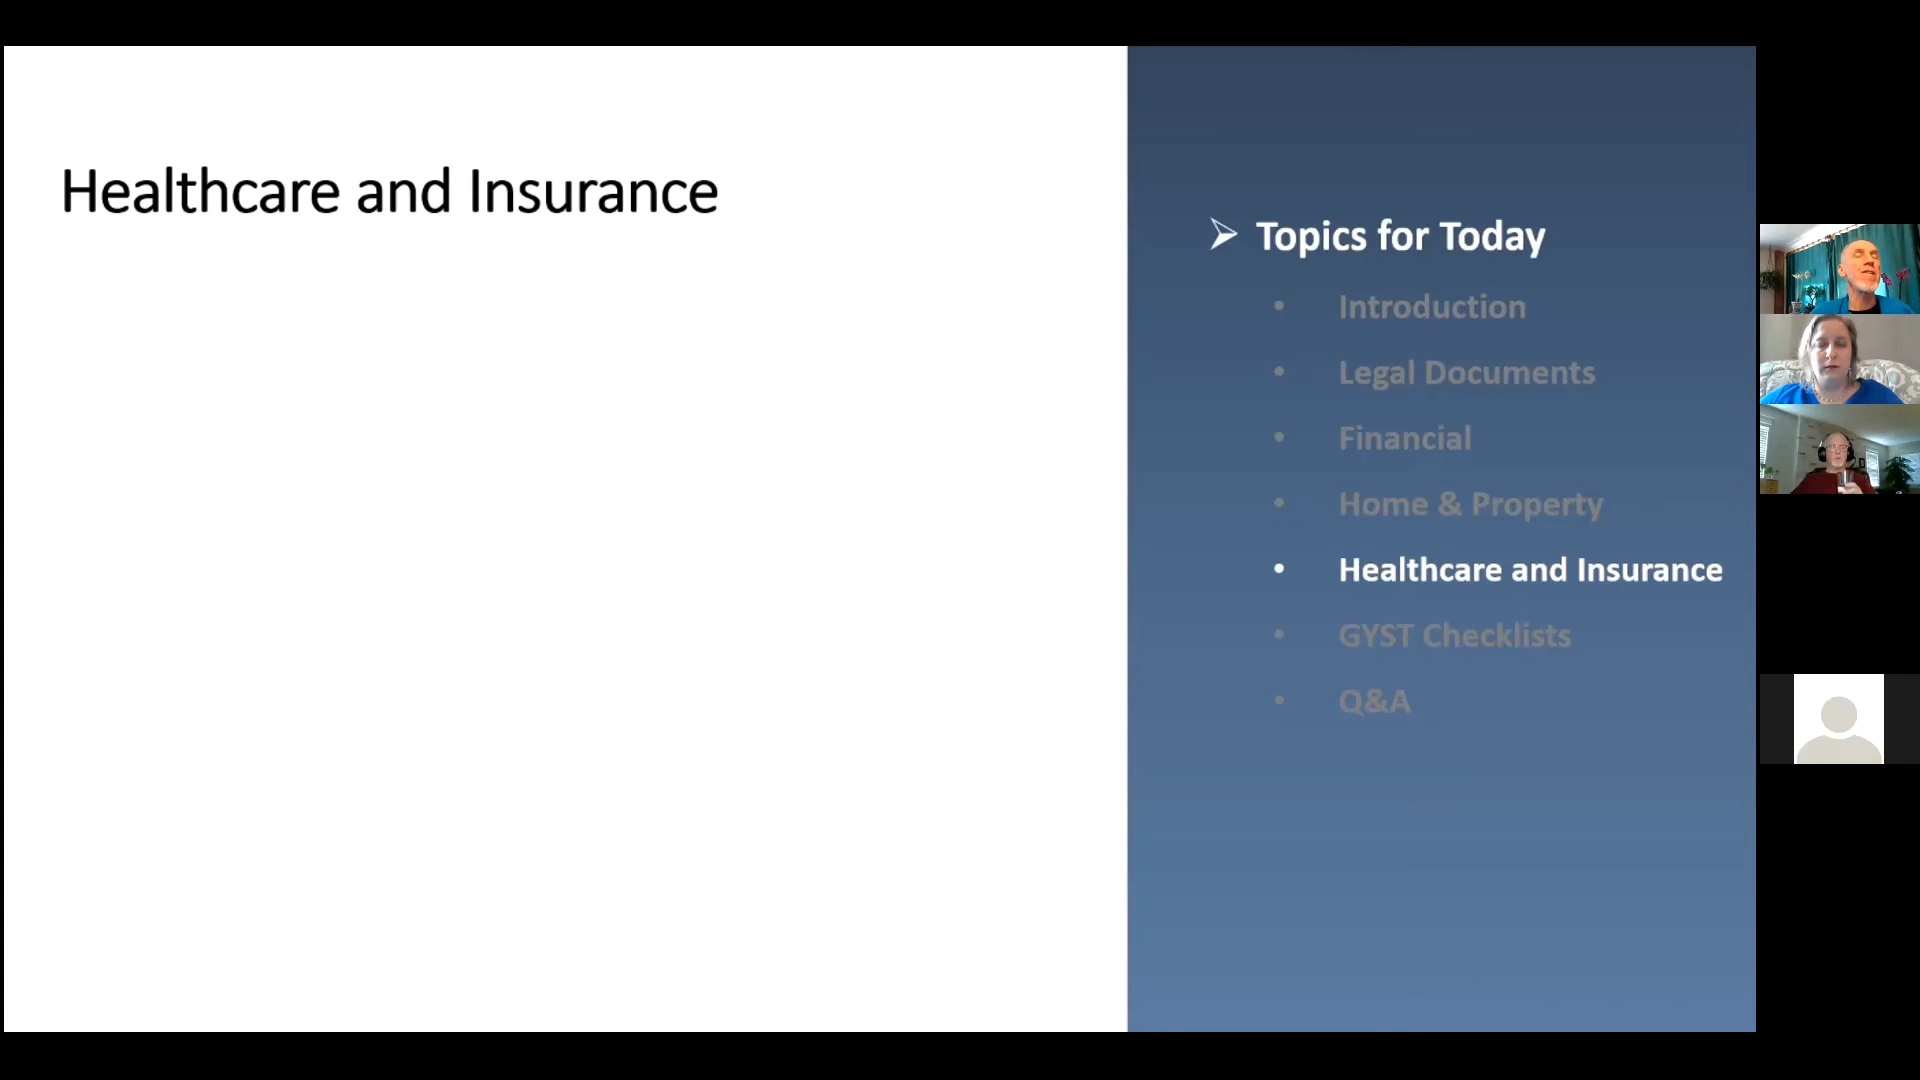 Healthcare and Insurance
Topics for Today
Introduction
Legal Documents
Financial
Home & Property
Healthcare and Insurance
GYST Checklists
Q&A